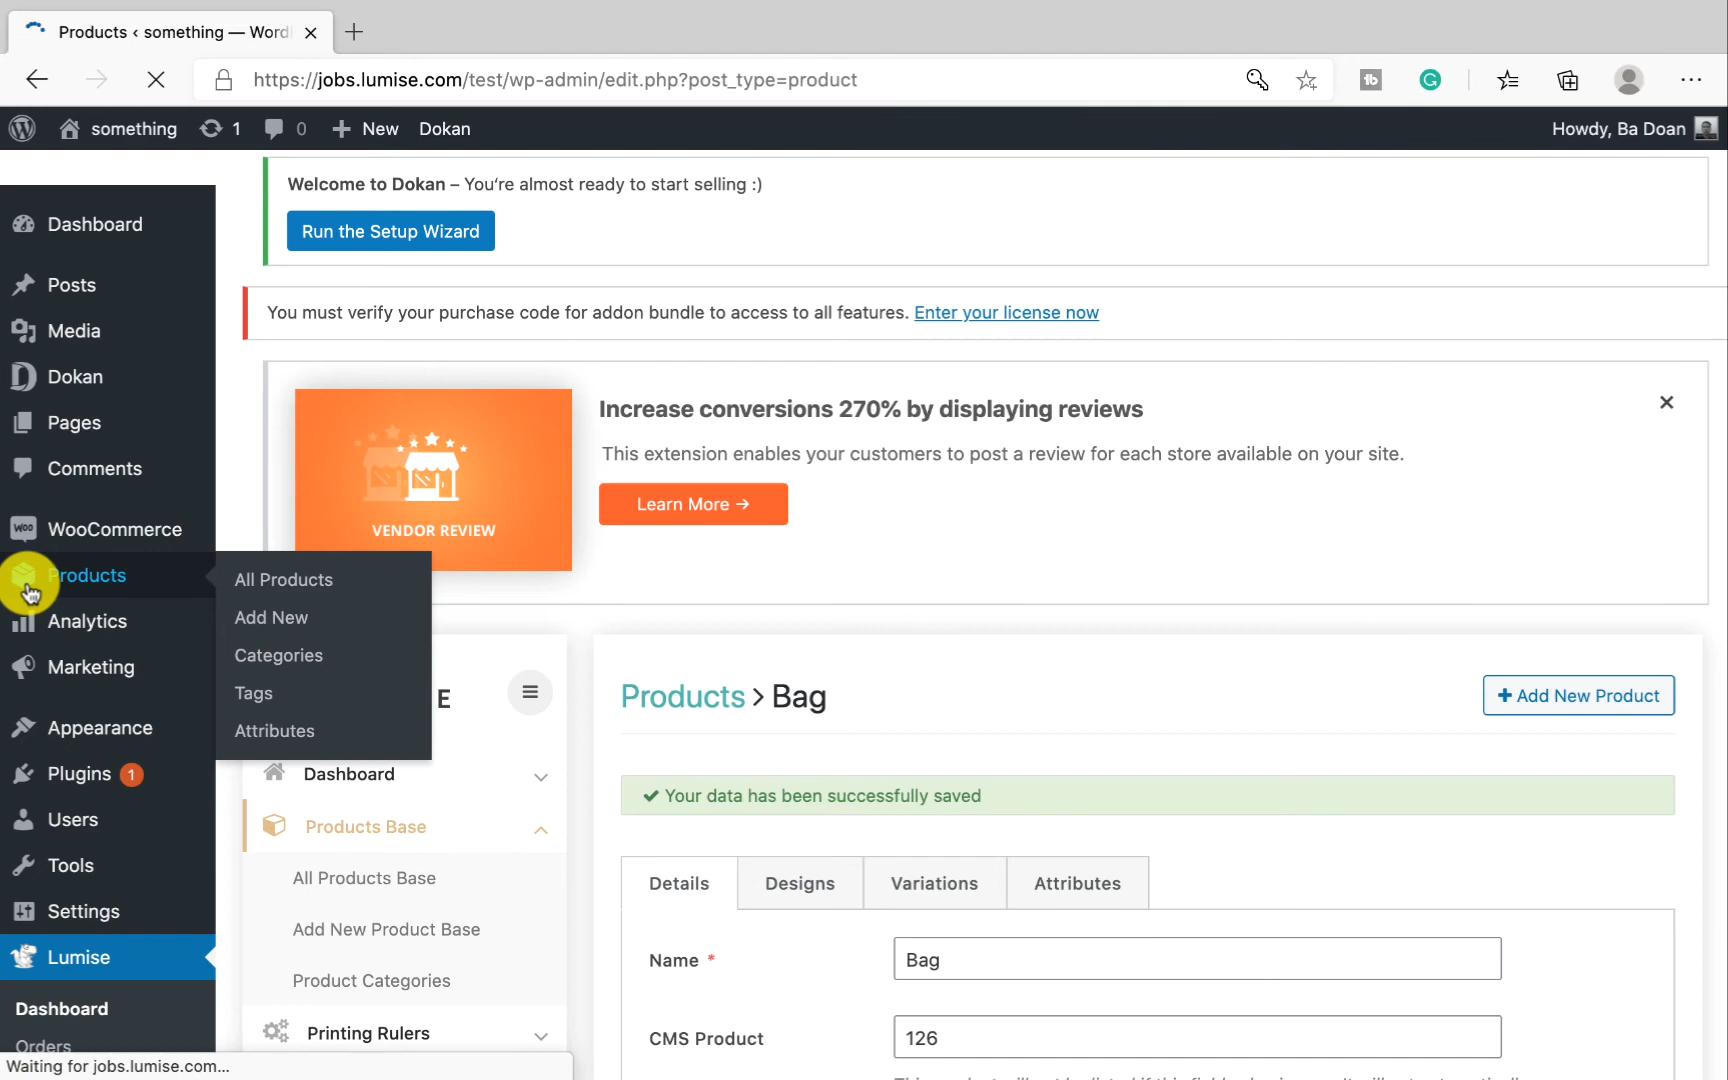 Products ‹ something — Word
https://jobs.lumise.com/test/wp-admin/edit.php?post_type=product
something 1 0 New Dokan Howdy, Ba Doan
Welcome to Dokan – You're almost ready to start selling :)
Run the Setup Wizard
You must verify your purchase code for addon bundle to access to all features. Enter your license now
Increase conversions 270% by displaying reviews
This extension enables your customers to post a review for each store available on your site.
Learn More →
VENDOR REVIEW
Dashboard
Posts
Media
Dokan
Pages
Comments
WooCommerce
Products
Analytics
Marketing
Appearance
Plugins 1
Users
Tools
Settings
Lumise
Dashboard
Orders
All Products
Add New
Categories
Tags
Attributes
E
Dashboard
Products Base
All Products Base
Add New Product Base
Product Categories
Printing Rulers
Products > Bag
Add New Product
Your data has been successfully saved
Details Designs Variations Attributes
Name * Bag
CMS Product 126
Waiting for jobs.lumise.com...